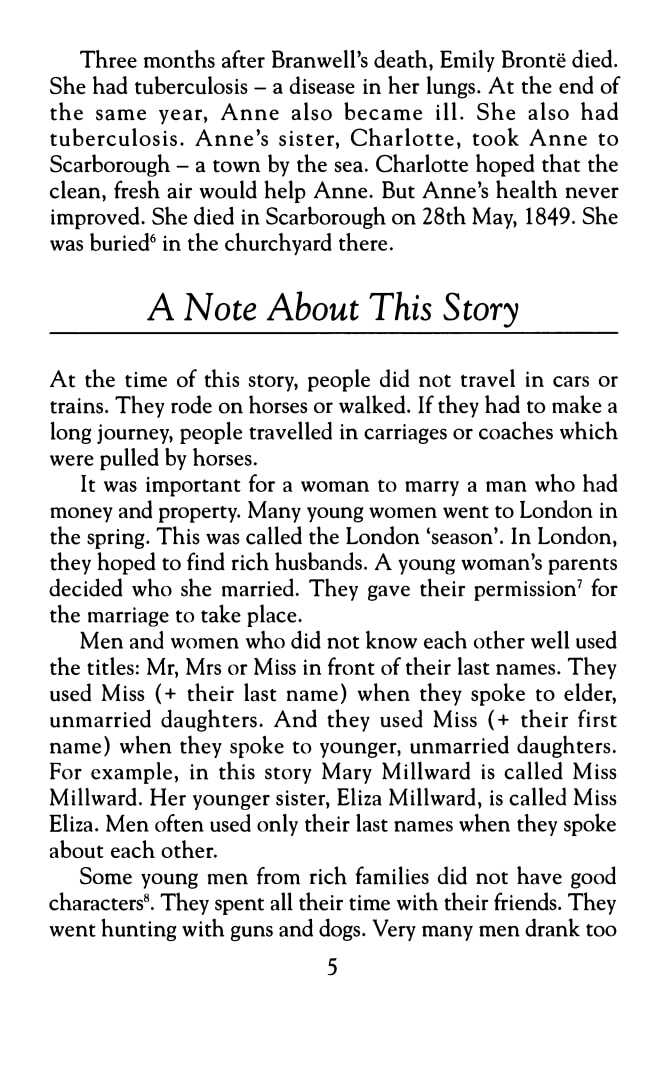 Three months after Branwell's death, Emily Brontë died.
She had tuberculosis – a disease in her lungs. At the end of
the same year, Anne also became ill. She also had
tuberculosis. Anne's sister, Charlotte, took Anne to
Scarborough – a town by the sea. Charlotte hoped that the
clean, fresh air would help Anne. But Anne's health never
improved. She died in Scarborough on 28th May, 1849. She
was buried⁶ in the churchyard there.
A Note About This Story
At the time of this story, people did not travel in cars or
trains. They rode on horses or walked. If they had to make a
long journey, people travelled in carriages or coaches which
were pulled by horses.
It was important for a woman to marry a man who had
money and property. Many young women went to London in
the spring. This was called the London ‘season’. In London,
they hoped to find rich husbands. A young woman's parents
decided who she married. They gave their permission⁷ for
the marriage to take place.
Men and women who did not know each other well used
the titles: Mr, Mrs or Miss in front of their last names. They
used Miss (+ their last name) when they spoke to elder,
unmarried daughters. And they used Miss (+ their first
name) when they spoke to younger, unmarried daughters.
For example, in this story Mary Millward is called Miss
Millward. Her younger sister, Eliza Millward, is called Miss
Eliza. Men often used only their last names when they spoke
about each other.
Some young men from rich families did not have good
characters⁸. They spent all their time with their friends. They
went hunting with guns and dogs. Very many men drank too
5